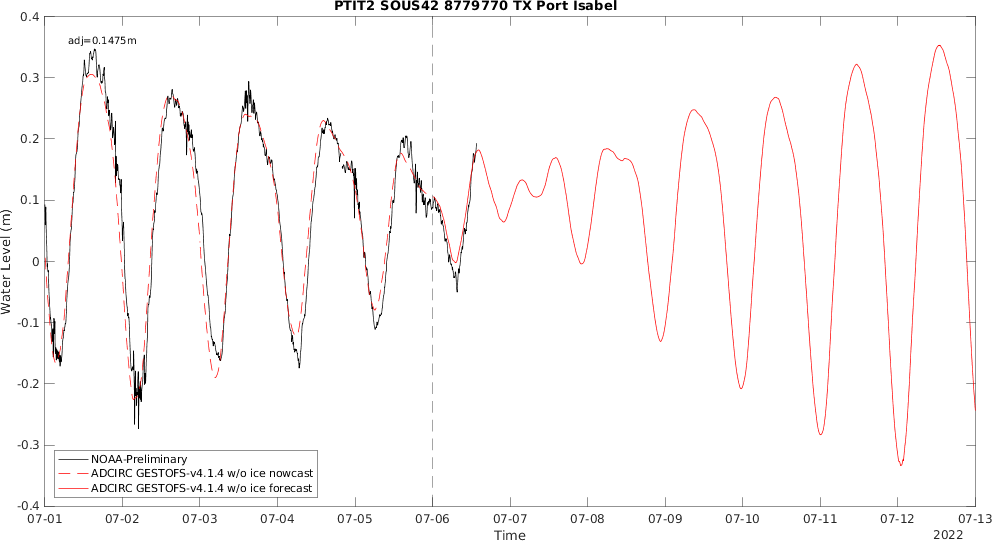 PTIT2 SOUS42 8779770 TX Port Isabel
adj=0.1475m
0.4
0.3
0.2
0.1
0
-0.1
-0.2
-0.3
-0.4
Water Level (m)
NOAA-Preliminary
ADCIRC GESTOFS-v4.1.4 w/o ice nowcast
ADCIRC GESTOFS-v4.1.4 w/o ice forecast
07-01 07-02 07-03 07-04 07-05 07-06 07-07 07-08 07-09 07-10 07-11 07-12 07-13
Time
2022